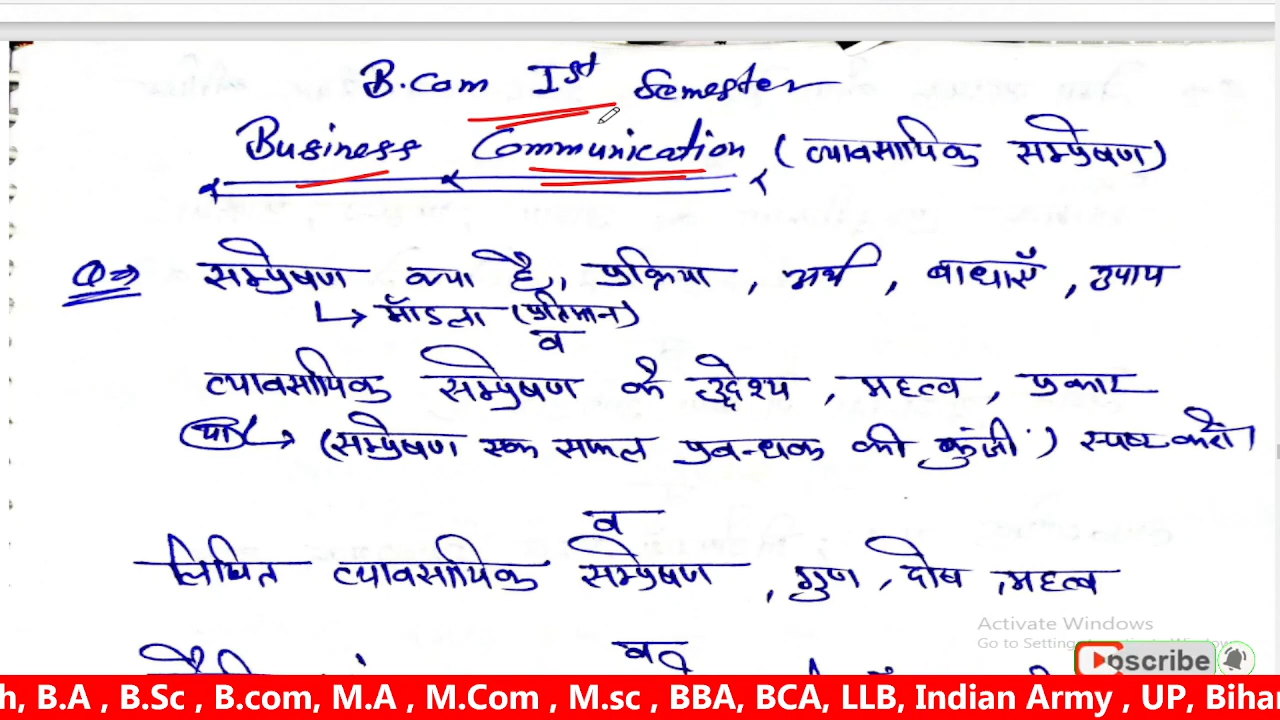 B.Com Ist Semester
Business Communication (व्यावसायिक सम्प्रेषण)
Q⇒ सम्प्रेषण क्या है, प्रक्रिया, अर्थ, बाधाएँ, उपाय
↳ मॉडल (प्रतिमान)
व
व्यावसायिक सम्प्रेषण के उद्देश्य, महत्व, प्रकार
या ↳ (सम्प्रेषण एक सफल प्रबन्धक की कुंजी) स्पष्ट करो।
व
लिखित व्यावसायिक सम्प्रेषण, गुण, दोष, महत्व
व
Activate Windows
Go to Settings Windows
scribe
h, B.A , B.Sc , B.com, M.A , M.Com , M.sc , BBA, BCA, LLB, Indian Army , UP, Bihar